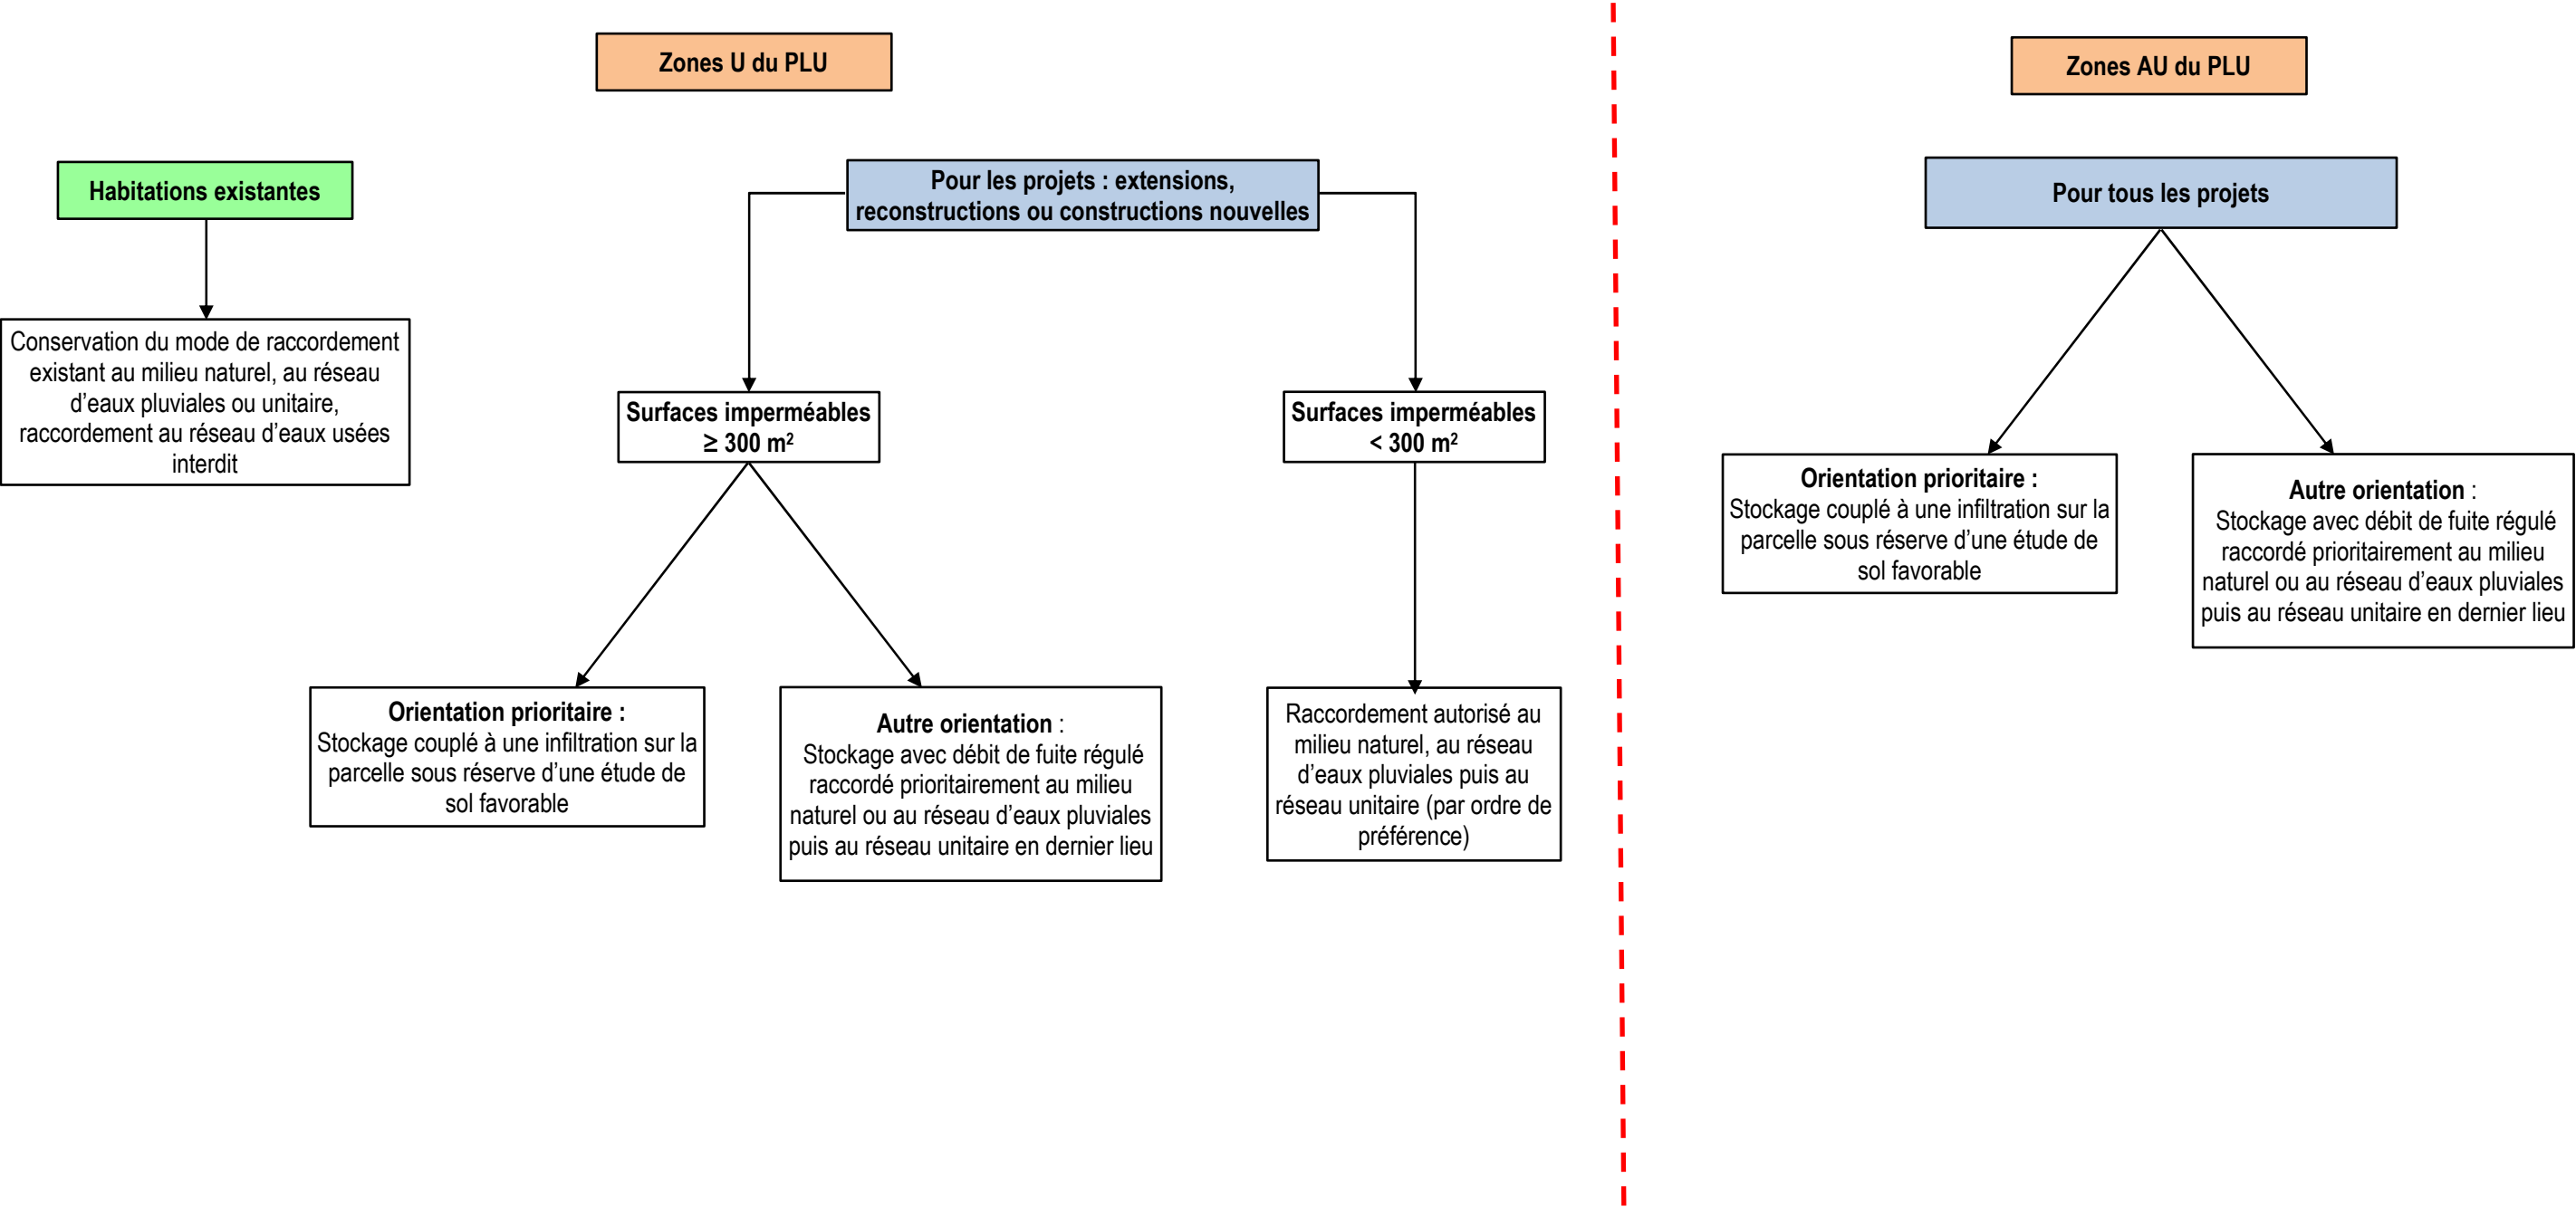 Zones U du PLU
Habitations existantes
Conservation du mode de raccordement
existant au milieu naturel, au réseau
d’eaux pluviales ou unitaire,
raccordement au réseau d’eaux usées
interdit
Pour les projets : extensions,
reconstructions ou constructions nouvelles
Surfaces imperméables
≥ 300 m²
Orientation prioritaire :
Stockage couplé à une infiltration sur la
parcelle sous réserve d’une étude de
sol favorable
Autre orientation :
Stockage avec débit de fuite régulé
raccordé prioritairement au milieu
naturel ou au réseau d’eaux pluviales
puis au réseau unitaire en dernier lieu
Surfaces imperméables
< 300 m²
Raccordement autorisé au
milieu naturel, au réseau
d’eaux pluviales puis au
réseau unitaire (par ordre de
préférence)
Zones AU du PLU
Pour tous les projets
Orientation prioritaire :
Stockage couplé à une infiltration sur la
parcelle sous réserve d’une étude de
sol favorable
Autre orientation :
Stockage avec débit de fuite régulé
raccordé prioritairement au milieu
naturel ou au réseau d’eaux pluviales
puis au réseau unitaire en dernier lieu